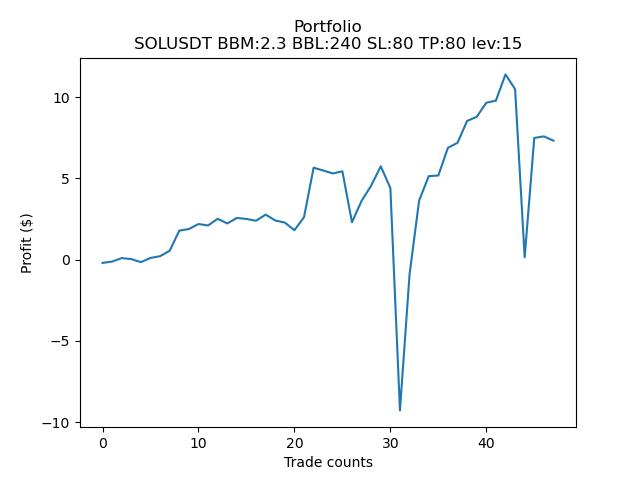 Portfolio
SOLUSDT BBM:2.3 BBL:240 SL:80 TP:80 lev:15
10
5
0
−5
−10
Profit ($)
0 10 20 30 40
Trade counts